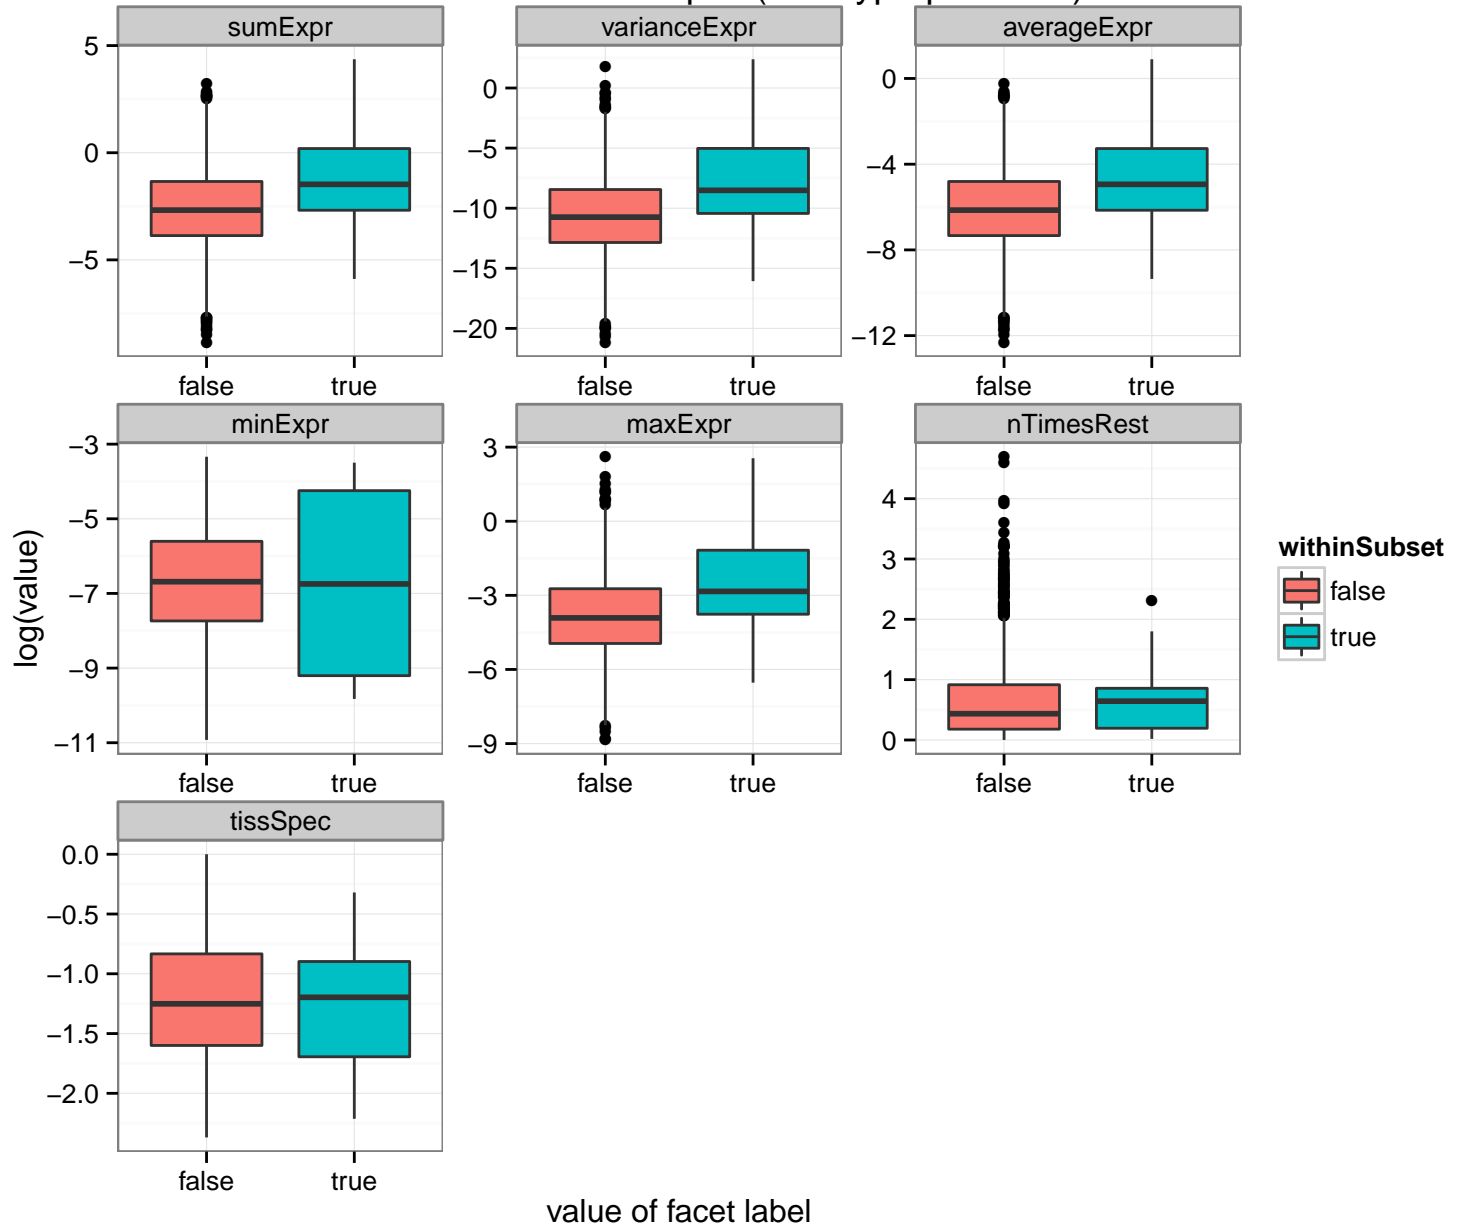 sumExpr varianceExpr averageExpr
5
0
−5
0
−5
−10
−15
−20
0
−4
−8
−12
false true false true false true
minExpr maxExpr nTimesRest
−3
−5
−7
−9
−11
3
0
−3
−6
−9
4
3
2
1
0
false true false true false true
tissSpec
0.0
−0.5
−1.0
−1.5
−2.0
false true
log(value)
value of facet label
withinSubset
false
true